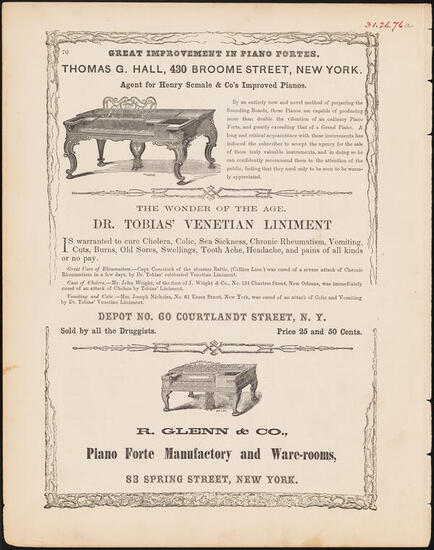 31.26.76a
70
GREAT IMPROVEMENT IN PIANO FORTES.
THOMAS G. HALL, 430 BROOME STREET, NEW YORK.
Agent for Henry Semale & Co's Improved Pianos.
By an entirely new and novel method of preparing the
Sounding Boards, these Pianos are capable of producing
more than double the vibration of an ordinary Piano
Forte, and greatly exceeding that of a Grand Piano. A
long and critical acquaintance with these instruments has
induced the subscriber to accept the agency for the sale
of these truly valuable instruments, and in doing so he
can confidently recommend them to the attention of the
public, feeling that they need only to be seen to be warm-
ly appreciated.
THE WONDER OF THE AGE.
DR. TOBIAS' VENETIAN LINIMENT
IS warranted to cure Cholera, Colic, Sea Sickness, Chronic Rheumatism, Vomiting,
Cuts, Burns, Old Sores, Swellings, Tooth Ache, Headache, and pains of all kinds
or no pay.
Great Cure of Rheumatism.—Capt Comstock of the steamer Baltic, (Collins Line.) was cured of a severe attack of Chronic
Rheumatism in a few days, by Dr. Tobias' celebrated Venetian Liniment.
Case of Cholera.—Mr. John Wright, of the firm of J. Wright & Co., No. 151 Chartres Street, New Orleans, was immediately
cured of an attack of Cholera by Tobias' Liniment.
Vomiting and Colic.—Mrs. Joseph Nicholas, No. 61 Essex Street, New York, was cured of an attack of Colic and Vomiting
by Dr. Tobias' Venetian Liniment.
DEPOT NO. 60 COURTLANDT STREET, N. Y.
Sold by all the Druggists. Price 25 and 50 Cents.
R. GLENN & CO.,
Piano Forte Manufactory and Ware-rooms,
83 SPRING STREET, NEW YORK.